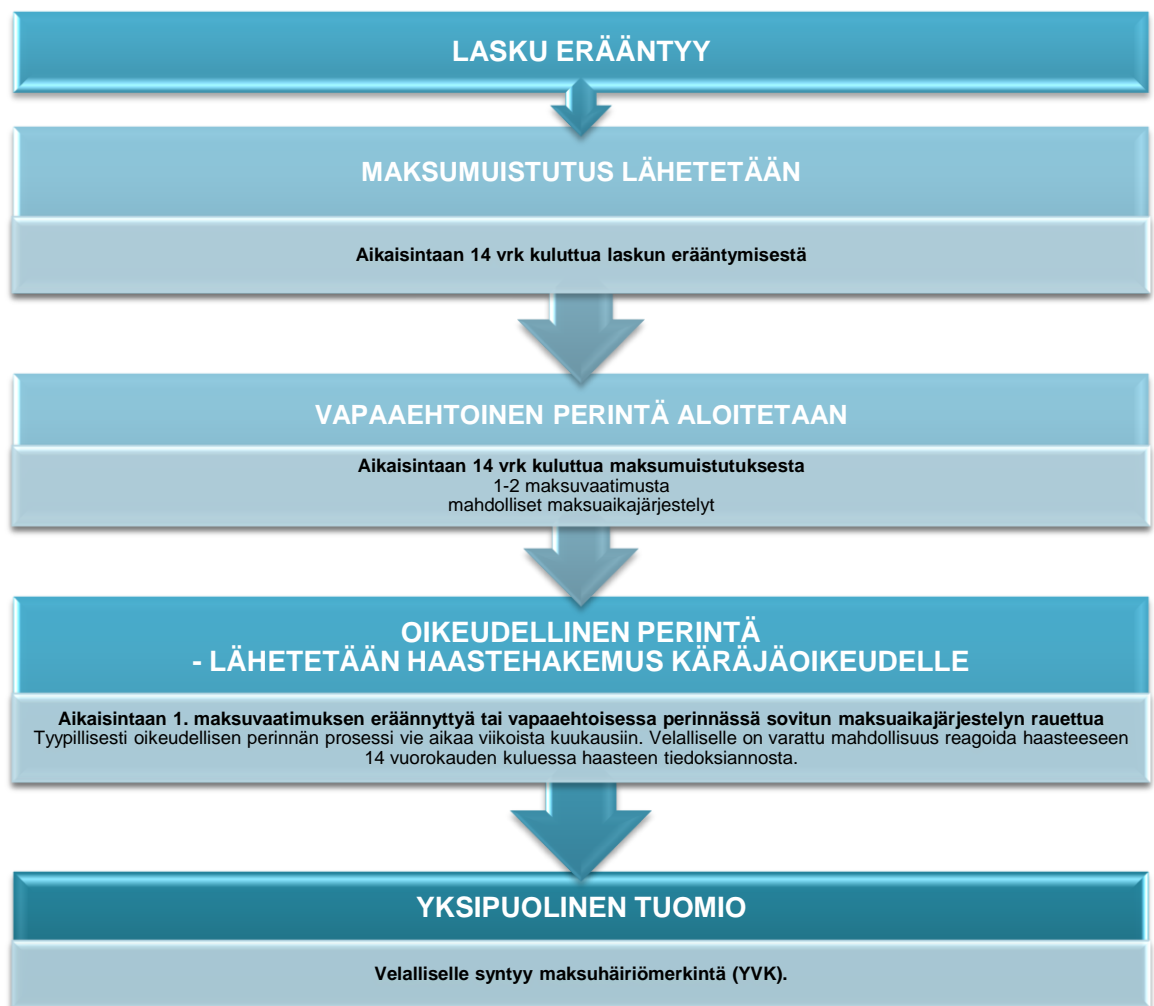 LASKU ERÄÄNTYY
MAKSUMUISTUTUS LÄHETETÄÄN
Aikaisintaan 14 vrk kuluttua laskun erääntymisestä
VAPAAEHTOINEN PERINTÄ ALOITETAAN
Aikaisintaan 14 vrk kuluttua maksumuistutuksesta
1-2 maksuvaatimusta
mahdolliset maksuaikajärjestelyt
OIKEUDELLINEN PERINTÄ
- LÄHETETÄÄN HAASTEHAKEMUS KÄRÄJÄOIKEUDELLE
Aikaisintaan 1. maksuvaatimuksen eräännyttyä tai vapaaehtoisessa perinnässä sovitun maksuaikajärjestelyn rauettua
Tyypillisesti oikeudellisen perinnän prosessi vie aikaa viikoista kuukausiin. Velalliselle on varattu mahdollisuus reagoida haasteeseen
14 vuorokauden kuluessa haasteen tiedoksiannosta.
YKSIPUOLINEN TUOMIO
Velalliselle syntyy maksuhäiriömerkintä (YVK).